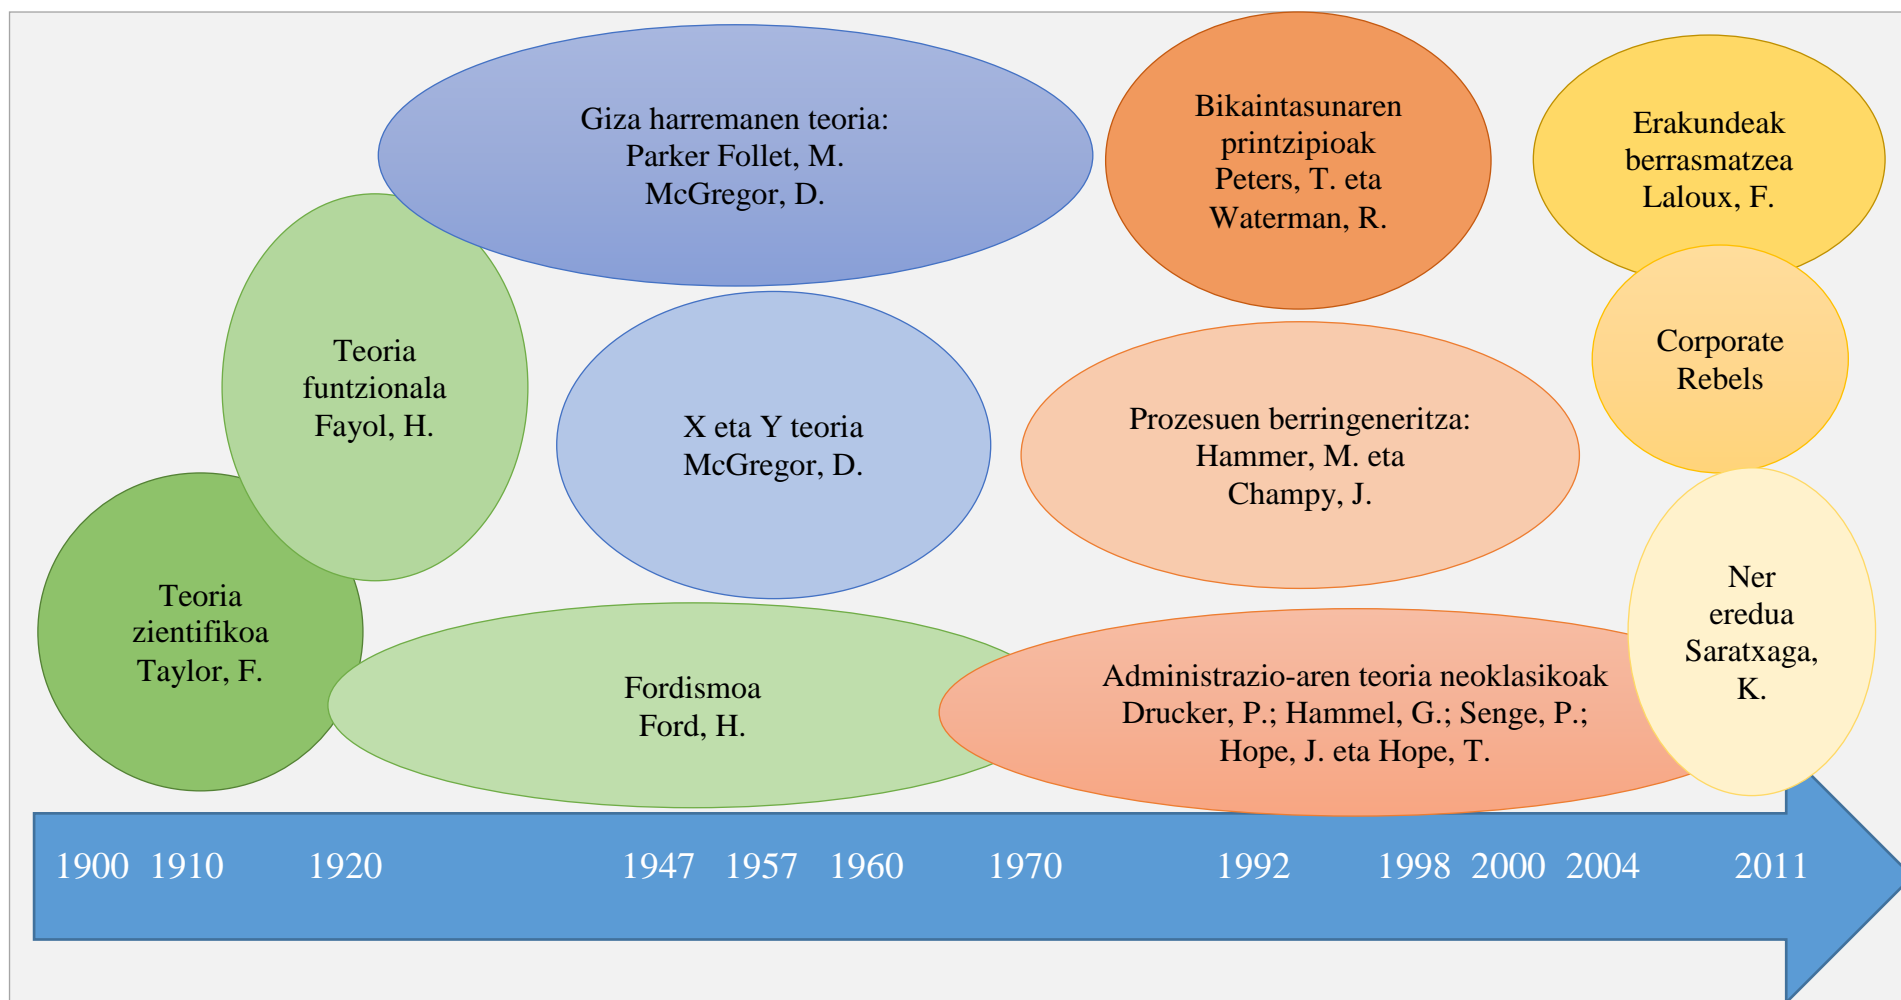 Giza harremanen teoria:
Parker Follet, M.
McGregor, D.
Bikaintasunaren
printzipioak
Peters, T. eta
Waterman, R.
Erakundeak
berrasmatzea
Laloux, F.
Teoria
funtzionala
Fayol, H.
X eta Y teoria
McGregor, D.
Prozesuen berringeneritza:
Hammer, M. eta
Champy, J.
Corporate
Rebels
Teoria
zientifikoa
Taylor, F.
Fordismoa
Ford, H.
Administrazio-aren teoria neoklasikoak
Drucker, P.; Hammel, G.; Senge, P.;
Hope, J. eta Hope, T.
Ner
eredua
Saratxaga,
K.
1900 1910 1920 1947 1957 1960 1970 1992 1998 2000 2004 2011